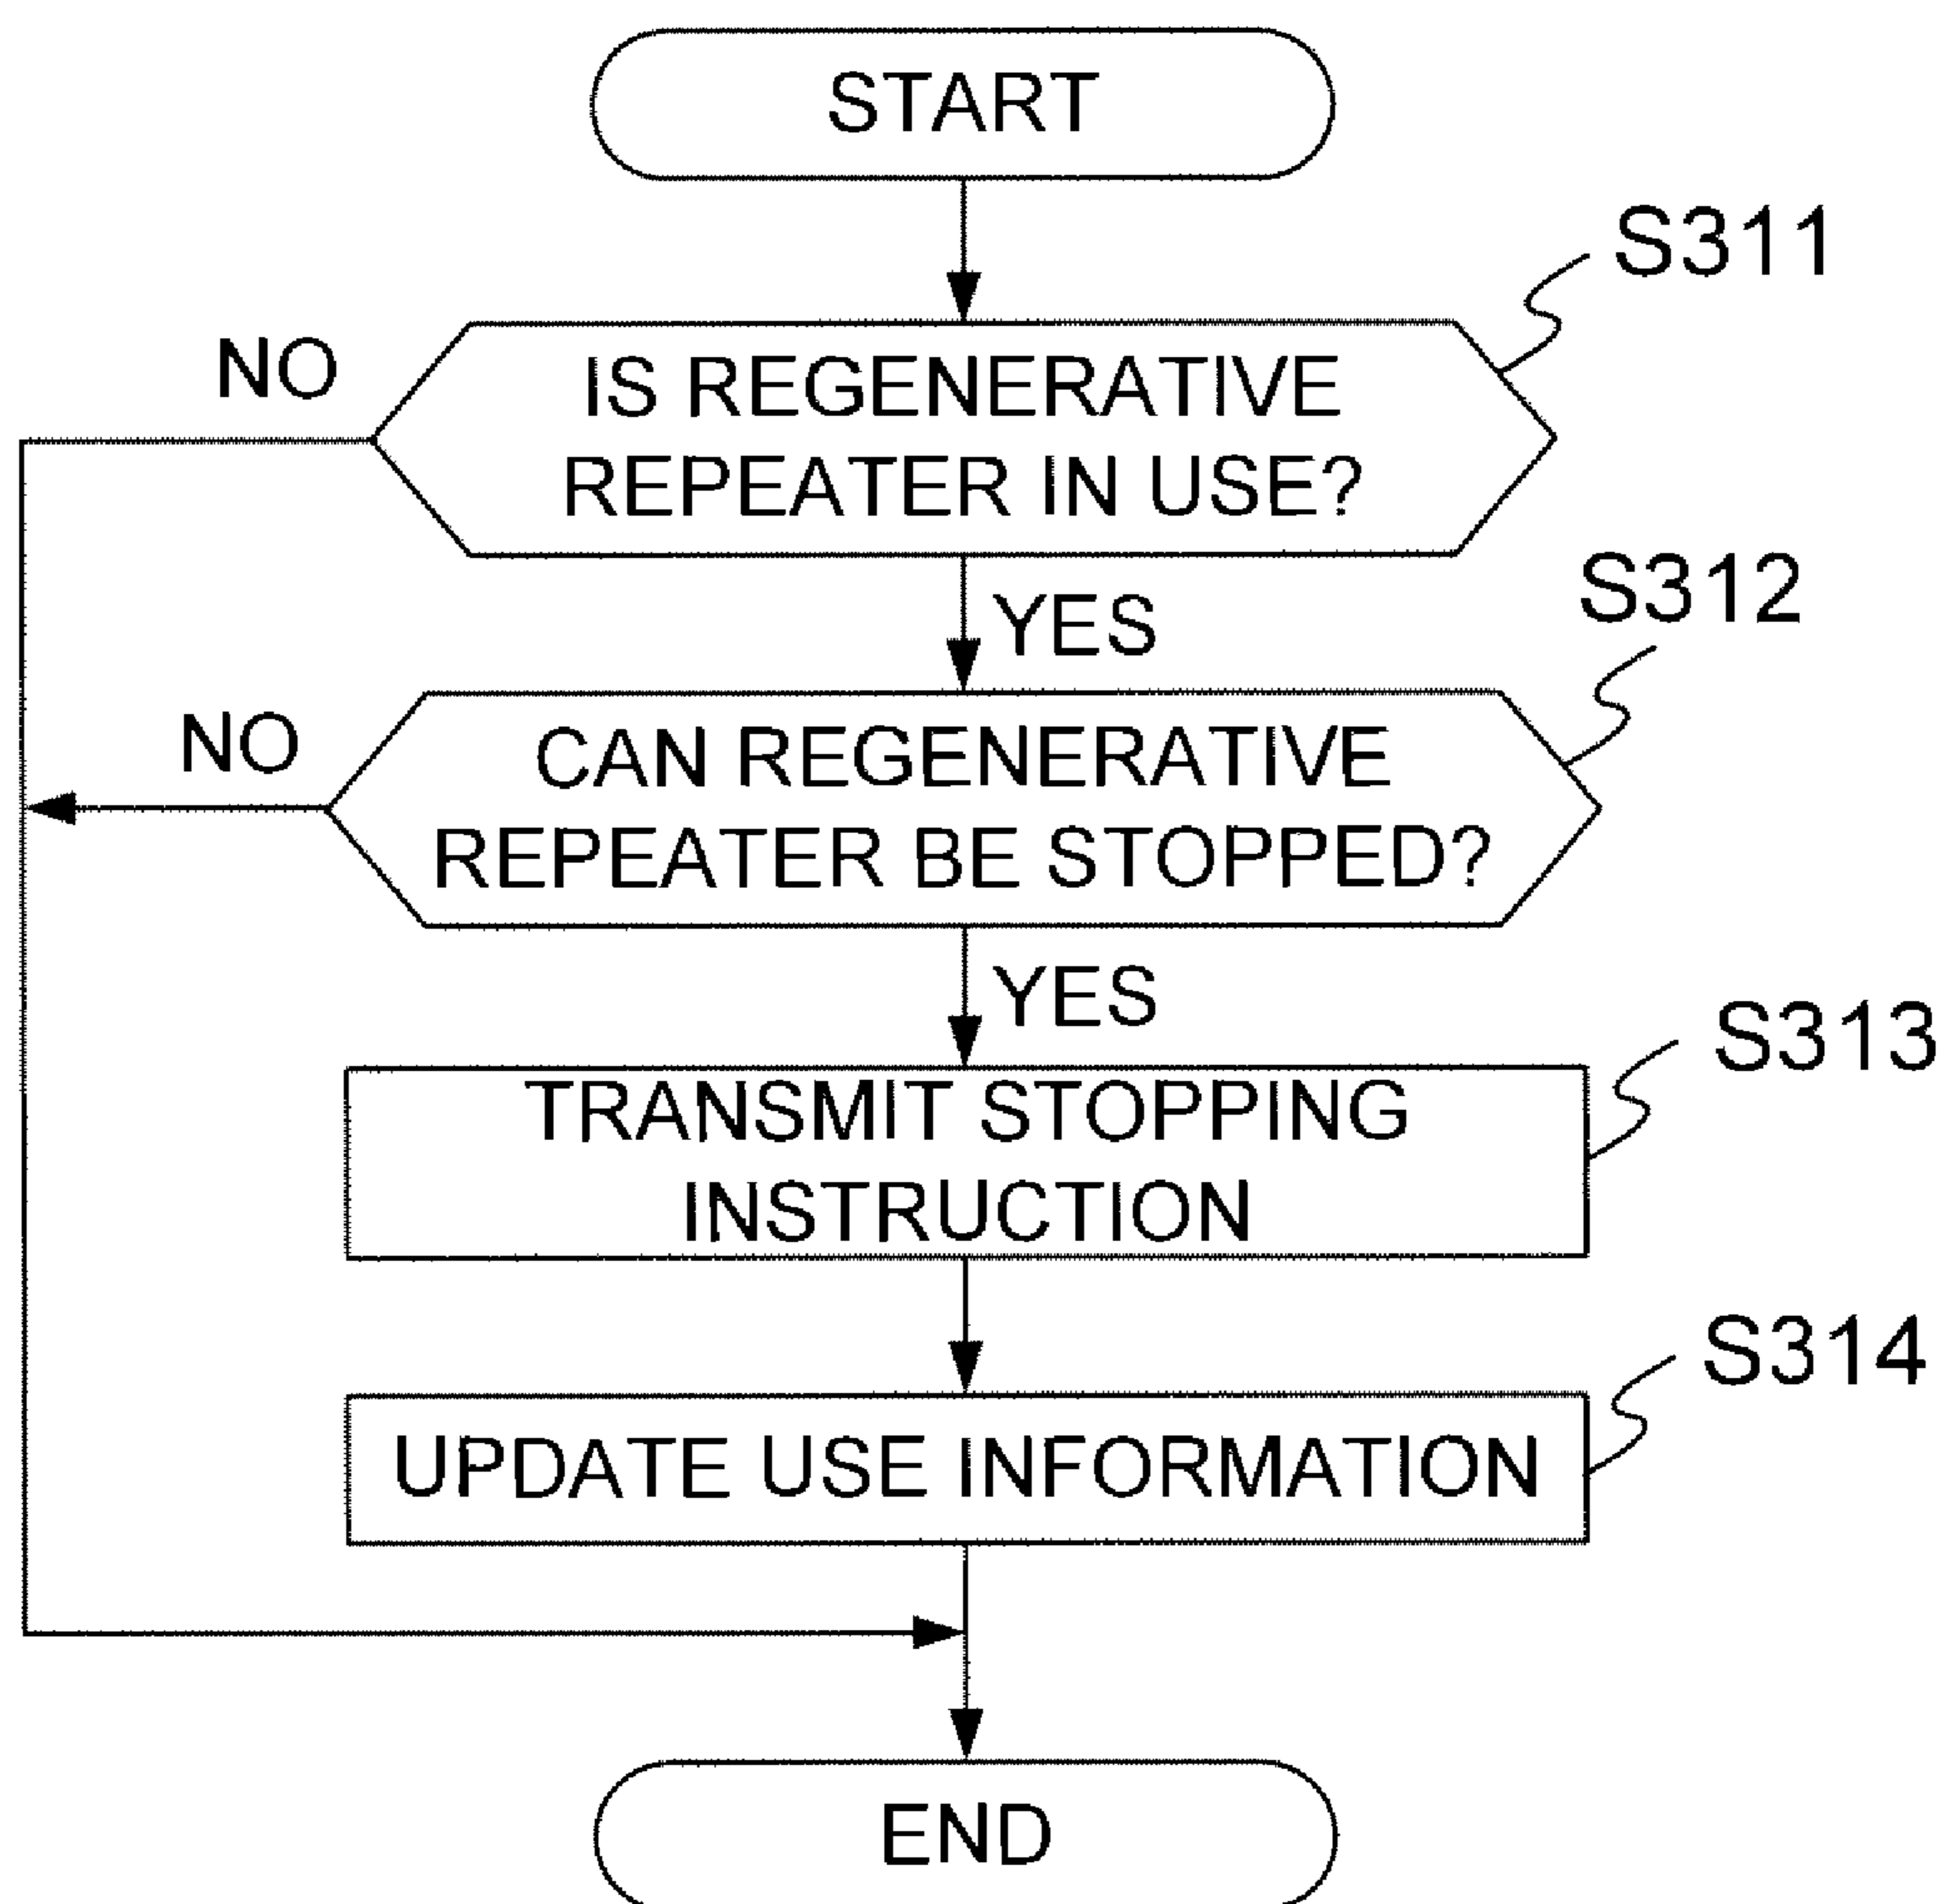 START
S311
NO
IS REGENERATIVE
REPEATER IN USE?
YES
S312
NO
CAN REGENERATIVE
REPEATER BE STOPPED?
YES
S313
TRANSMIT STOPPING
INSTRUCTION
S314
UPDATE USE INFORMATION
END